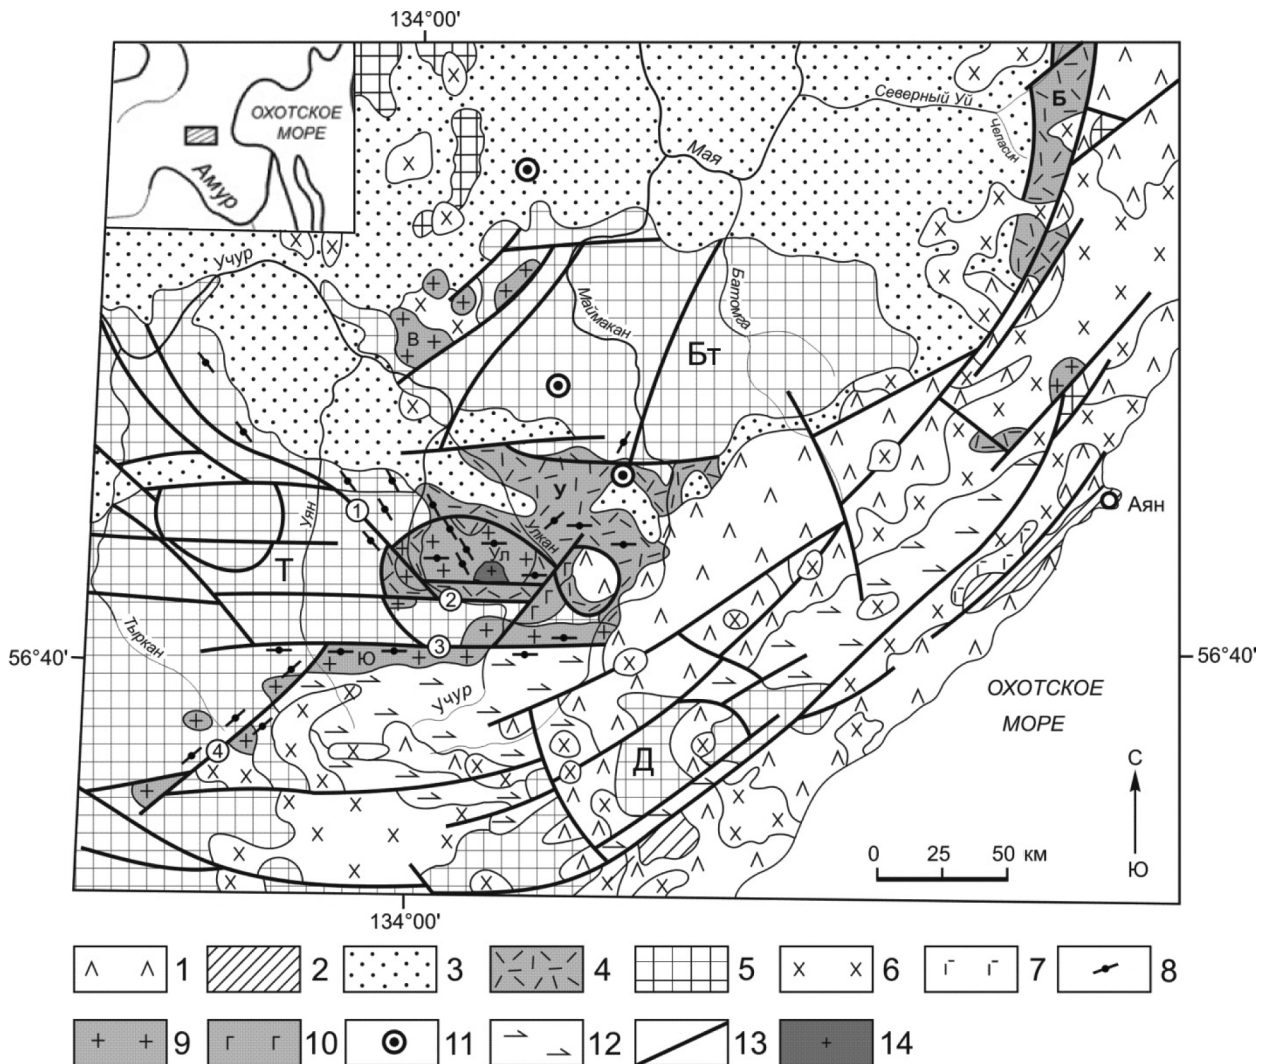 134°00'
ОХОТСКОЕ
МОРЕ
Амур
Северный Уй
Б
Челасин
Мая
Учур
Маймакан
Батомга
В
Бт
У
Аян
1
Уян
Улкан
Ул
Т
2
3
Ю
56°40'
56°40'
Тыркан
Учур
ОХОТСКОЕ
МОРЕ
4
Д
С
0 25 50 км
Ю
134°00'
1 2 3 4 5 6 7 8
9 10 11 12 13 14